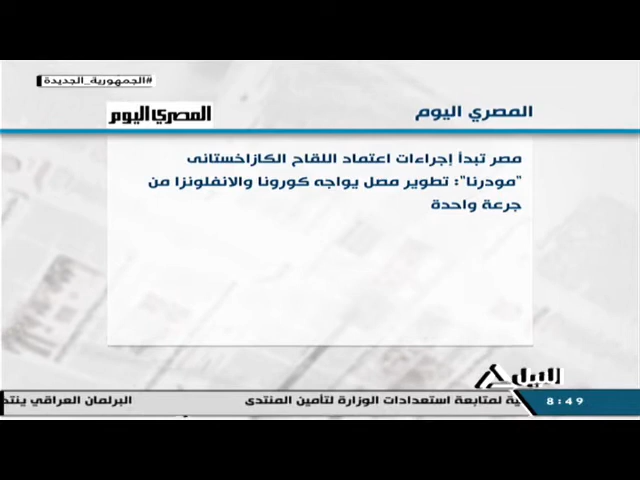 #الجمهورية_الجديدة
المصري اليوم
المصري اليوم
مصر تبدأ إجراءات اعتماد اللقاح الكازاخستانى
"مودرنا": تطوير مصل يواجه كورونا والانفلونزا من
جرعة واحدة
8:49
لمتابعة استعدادات الوزارة لتأمين المنتدى
البرلمان العراقي